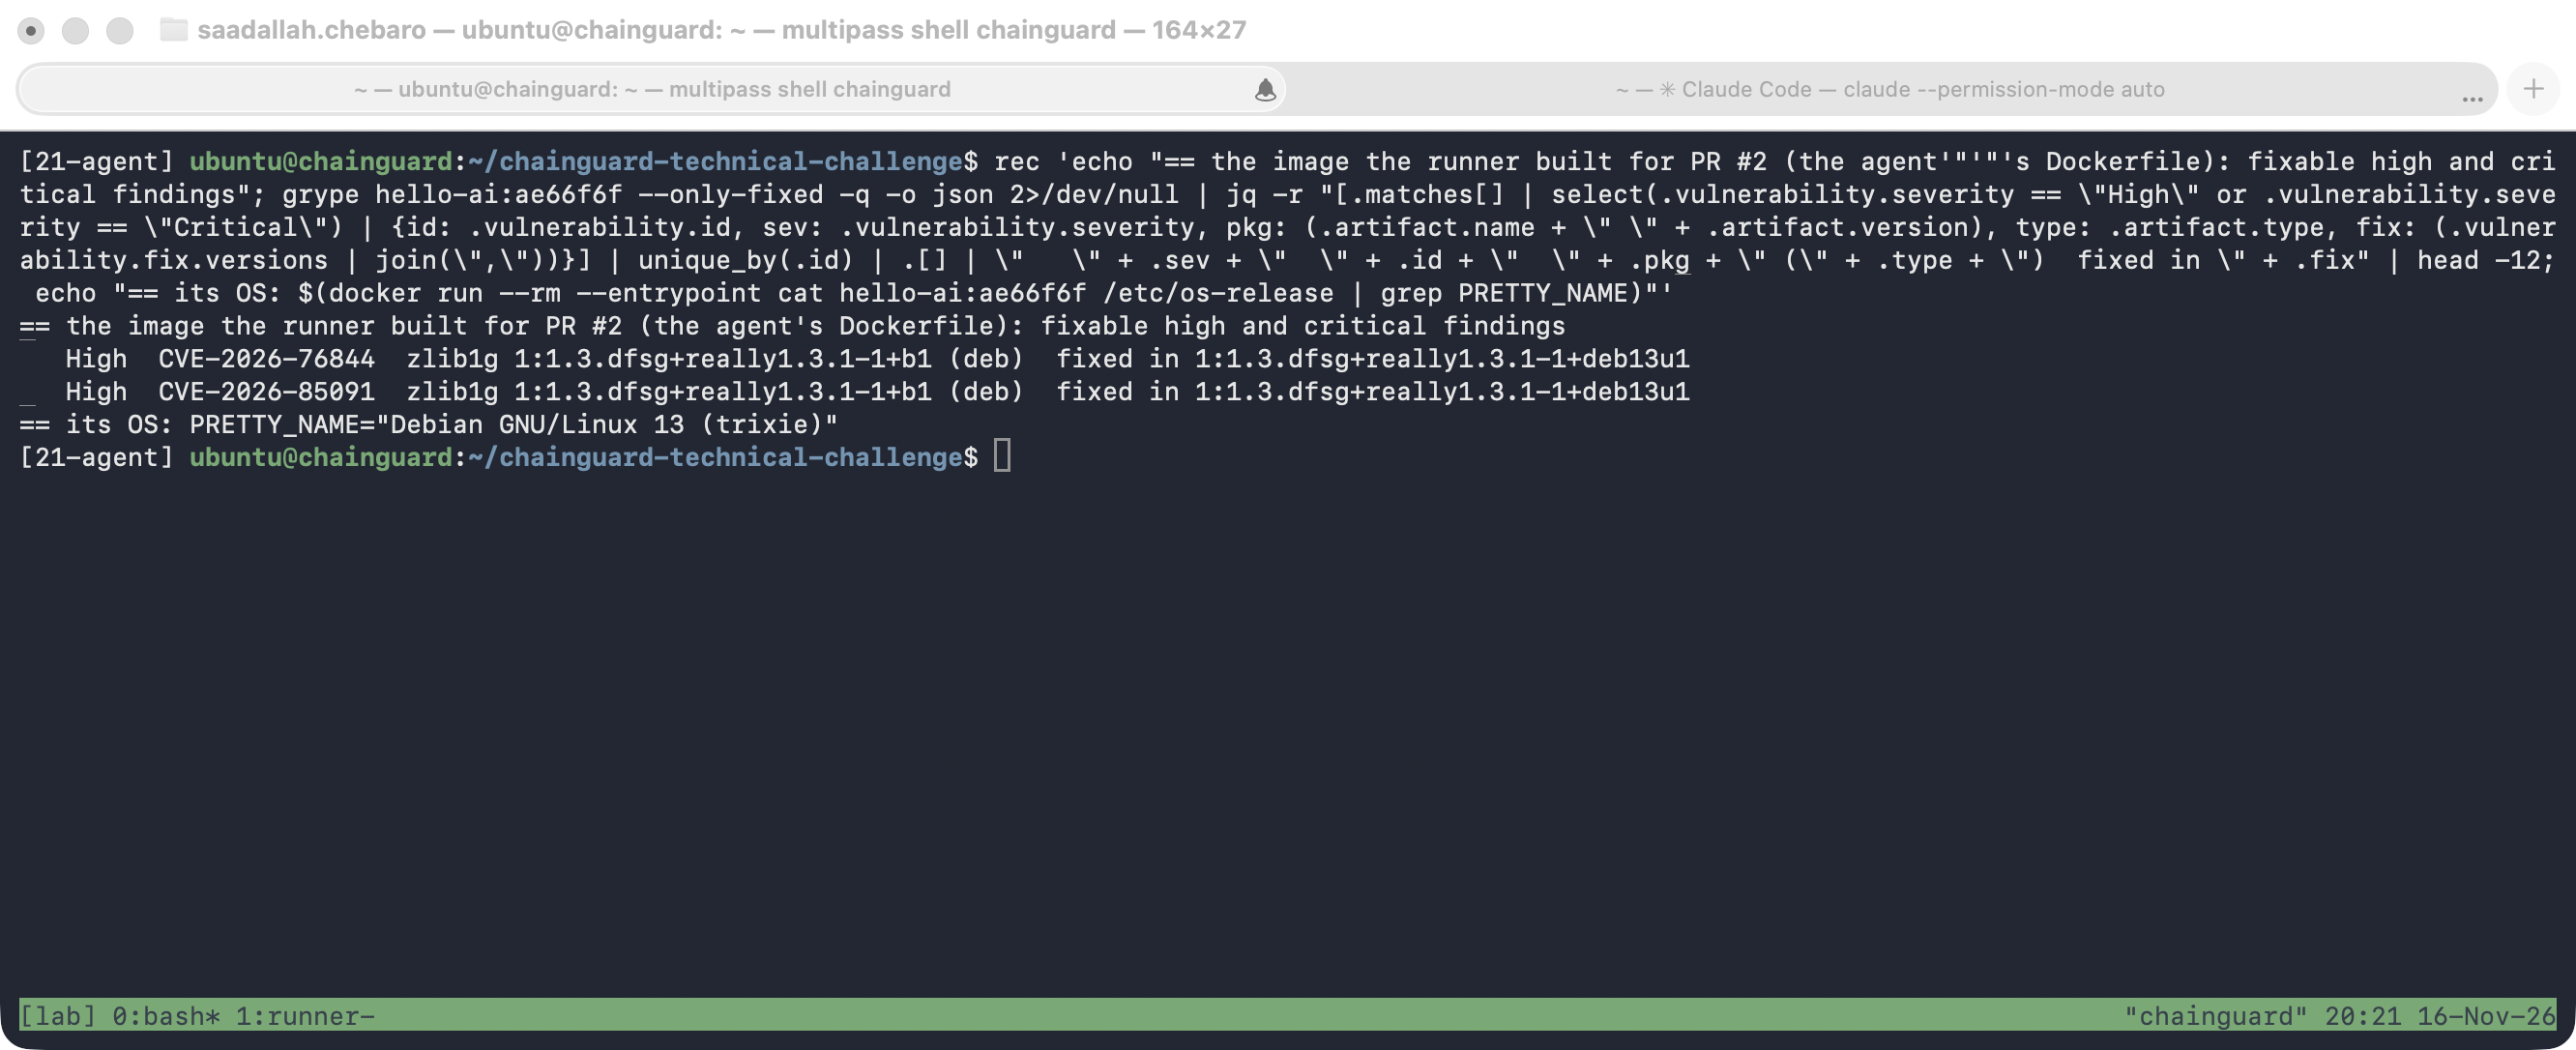 saadallah.chebaro — ubuntu@chainguard: ~ — multipass shell chainguard — 164×27
~ — ubuntu@chainguard: ~ — multipass shell chainguard
~ — ✳ Claude Code — claude --permission-mode auto
...
+
[21-agent] ubuntu@chainguard:~/chainguard-technical-challenge$ rec 'echo "== the image the runner built for PR #2 (the agent'"'"'s Dockerfile): fixable high and cri
tical findings"; grype hello-ai:ae66f6f --only-fixed -q -o json 2>/dev/null | jq -r "[.matches[] | select(.vulnerability.severity == \"High\" or .vulnerability.seve
rity == \"Critical\") | {id: .vulnerability.id, sev: .vulnerability.severity, pkg: (.artifact.name + \" \" + .artifact.version), type: .artifact.type, fix: (.vulner
ability.fix.versions | join(\",\"))}] | unique_by(.id) | .[] | \"   \" + .sev + \"  \" + .id + \"  \" + .pkg + \" (\" + .type + \")  fixed in \" + .fix" | head -12;
 echo "== its OS: $(docker run --rm --entrypoint cat hello-ai:ae66f6f /etc/os-release | grep PRETTY_NAME)"'
== the image the runner built for PR #2 (the agent's Dockerfile): fixable high and critical findings
   High  CVE-2026-76844  zlib1g 1:1.3.dfsg+really1.3.1-1+b1 (deb)  fixed in 1:1.3.dfsg+really1.3.1-1+deb13u1
_  High  CVE-2026-85091  zlib1g 1:1.3.dfsg+really1.3.1-1+b1 (deb)  fixed in 1:1.3.dfsg+really1.3.1-1+deb13u1
== its OS: PRETTY_NAME="Debian GNU/Linux 13 (trixie)"
[21-agent] ubuntu@chainguard:~/chainguard-technical-challenge$
[lab] 0:bash* 1:runner-
"chainguard" 20:21 16-Nov-26